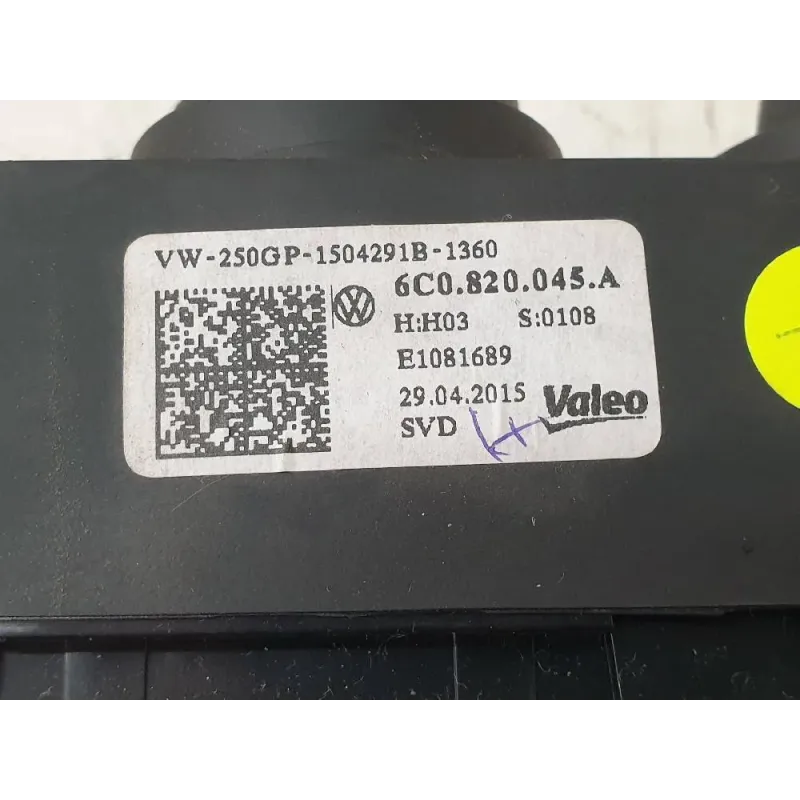 VW-250GP-1504291B-1360
6C0.820.045.A
H:H03 S:0108
E1081689
29.04.2015 Valeo
SVD